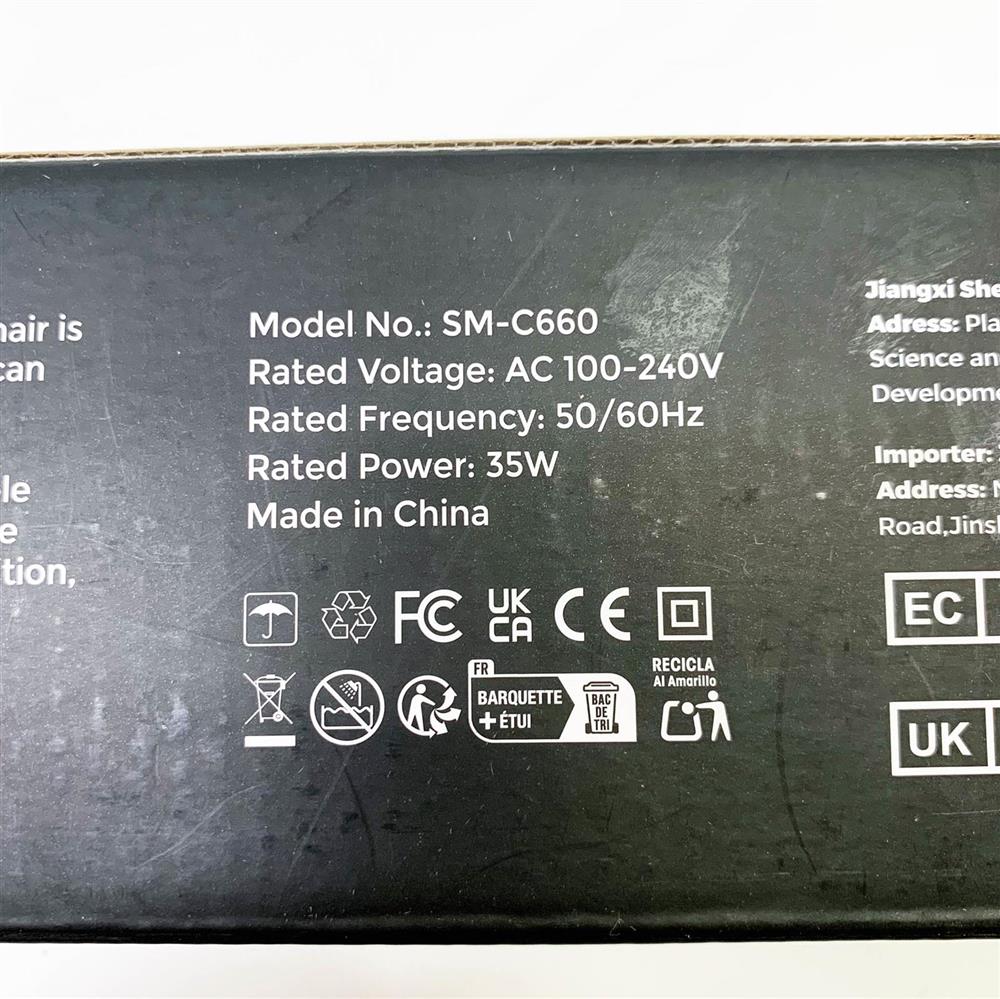 hair is
can
le
e
tion,
Model No.: SM-C660
Rated Voltage: AC 100-240V
Rated Frequency: 50/60Hz
Rated Power: 35W
Made in China
FC UK CA CE
FR
BARQUETTE
+ ÉTUI
BAC
DE
TRI
RECICLA
Al Amarillo
Jiangxi She
Adress: Pla
Science an
Developme
Importer:
Address:
Road,Jins
EC
UK